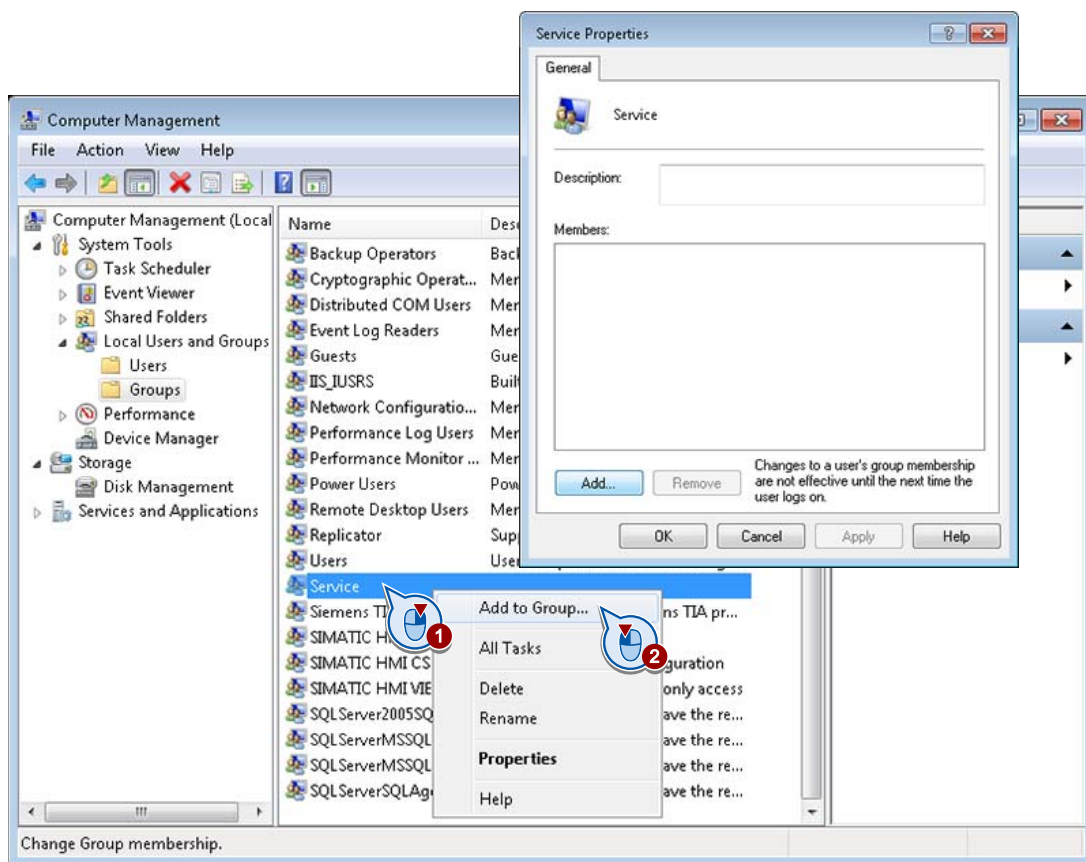 Service Properties
General
Service
Description:
Members:
Add...
Remove
Changes to a user's group membership
are not effective until the next time the
user logs on.
OK
Cancel
Apply
Help
Computer Management
File Action View Help
Computer Management (Local
System Tools
Task Scheduler
Event Viewer
Shared Folders
Local Users and Groups
Users
Groups
Performance
Device Manager
Storage
Disk Management
Services and Applications
Name
Backup Operators
Cryptographic Operat...
Distributed COM Users
Event Log Readers
Guests
IIS_IUSRS
Network Configuratio...
Performance Log Users
Performance Monitor ...
Power Users
Remote Desktop Users
Replicator
Users
Service
Siemens
SIMATIC
SIMATIC HMI CS
SIMATIC HMI VIE
SQLServer2005SQ
SQLServerMSSQL
SQLServerMSSQL
SQLServerSQLAg
TIA pr...
only access
ave the re...
ave the re...
ave the re...
ave the re...
1
Add to Group...
2
All Tasks
Delete
Rename
Properties
Help
Change Group membership.